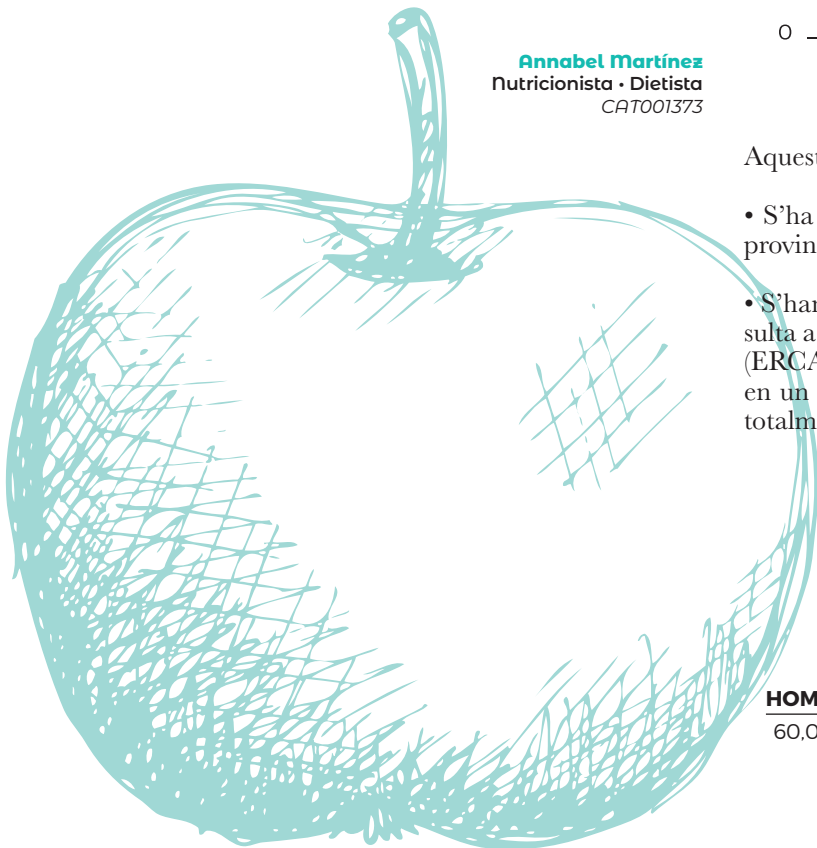 0
Annabel Martínez
Nutricionista • Dietista
CAT001373
Aquest
• S’ha
provin
• S’han
sulta a
(ERCA
en un
totalm
HOM
60,0